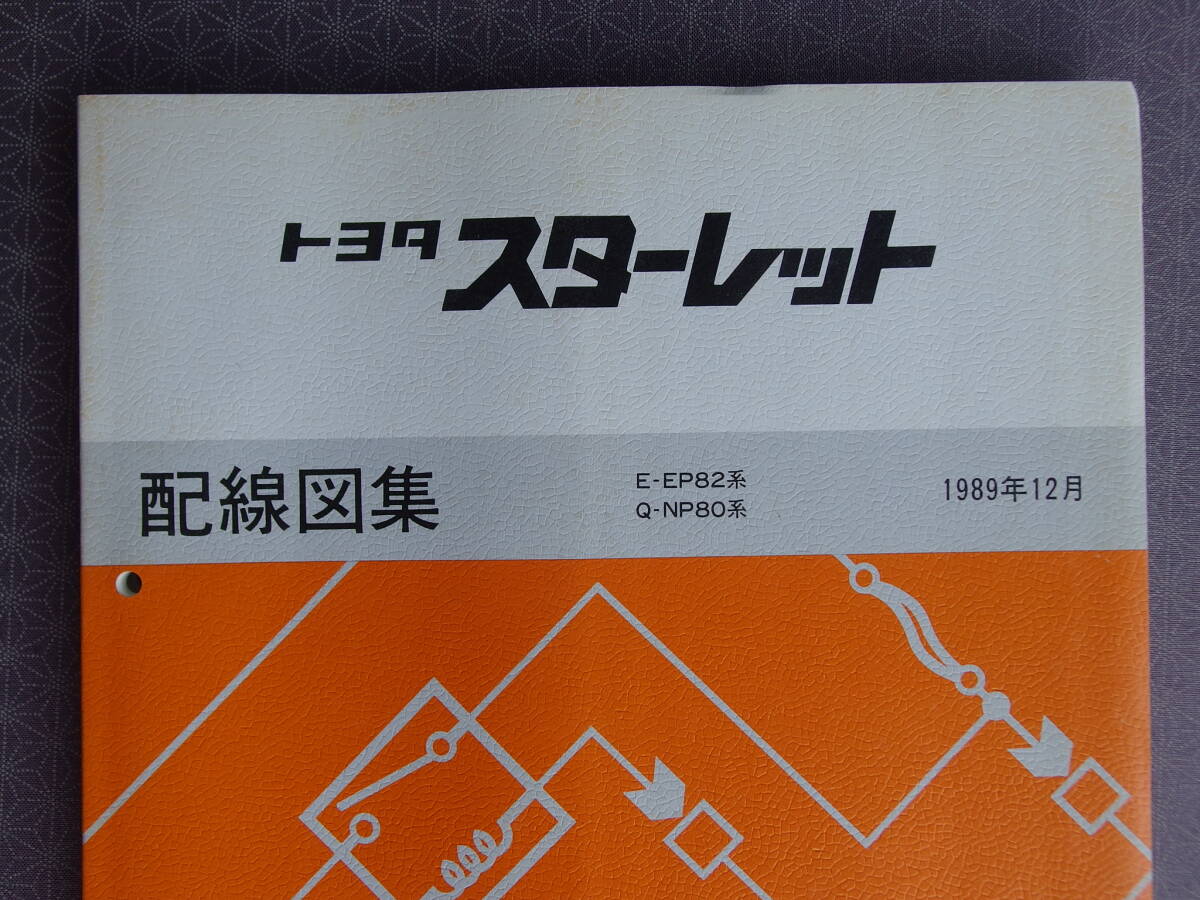 トヨタ スターレット
配線図集
E-EP82系
Q-NP80系
1989年12月